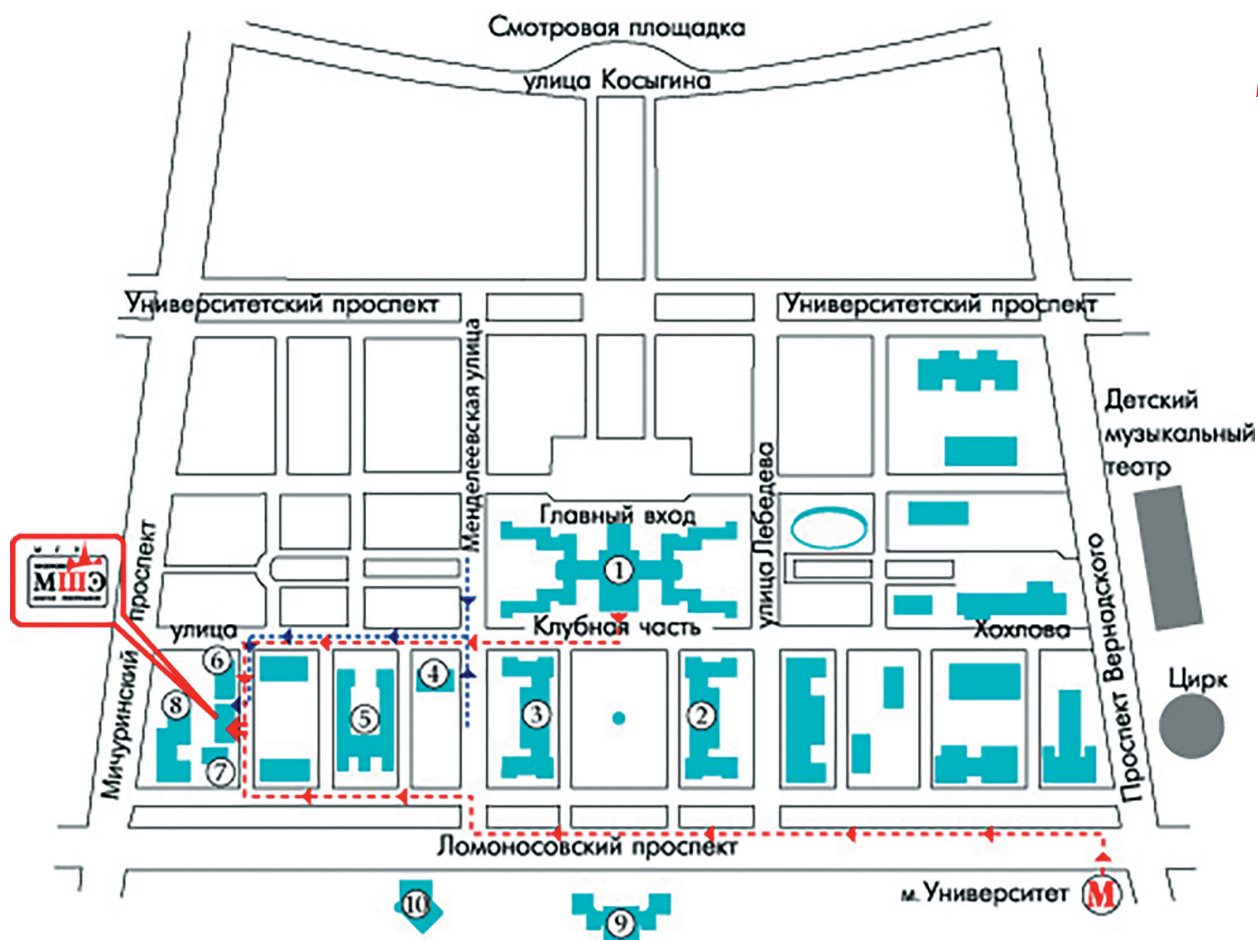 Смотровая площадка
улица Косыгина
Университетский проспект
Университетский проспект
Менделеевская улица
Детский
музыкальный
театр
улица Лебедева
Главный вход
1
МШЭ
Мичуринский
проспект
улица
Клубная часть
Хохлова
Проспект Вернадского
6
4
8
5
3
2
7
Цирк
Ломоносовский проспект
м. Университет
М
10
9